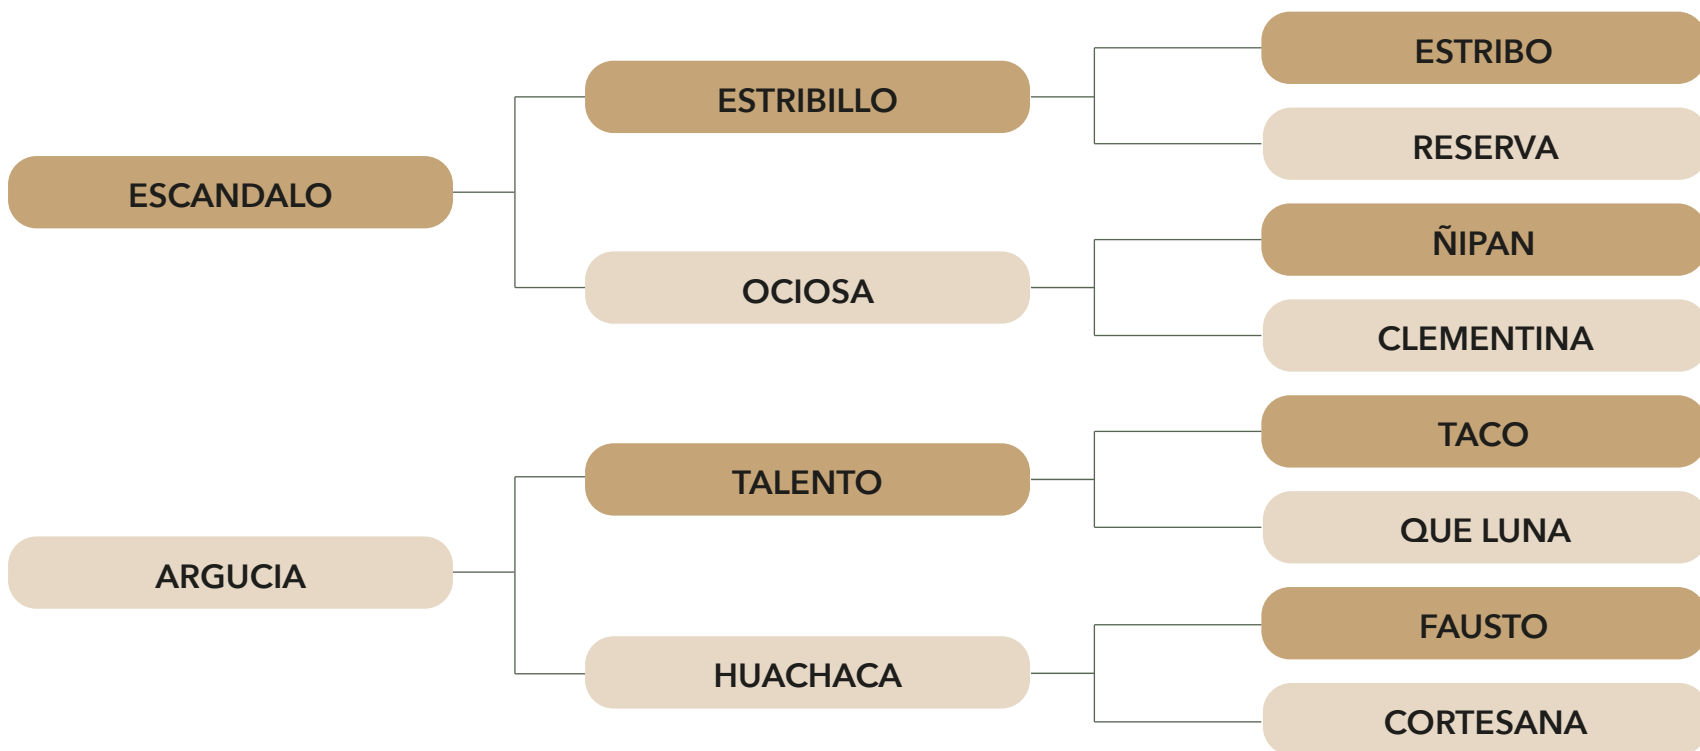 ESTRIBO
ESTRIBILLO
RESERVA
ESCANDALO
ÑIPAN
OCIOSA
CLEMENTINA
TACO
TALENTO
QUE LUNA
ARGUCIA
FAUSTO
HUACHACA
CORTESANA